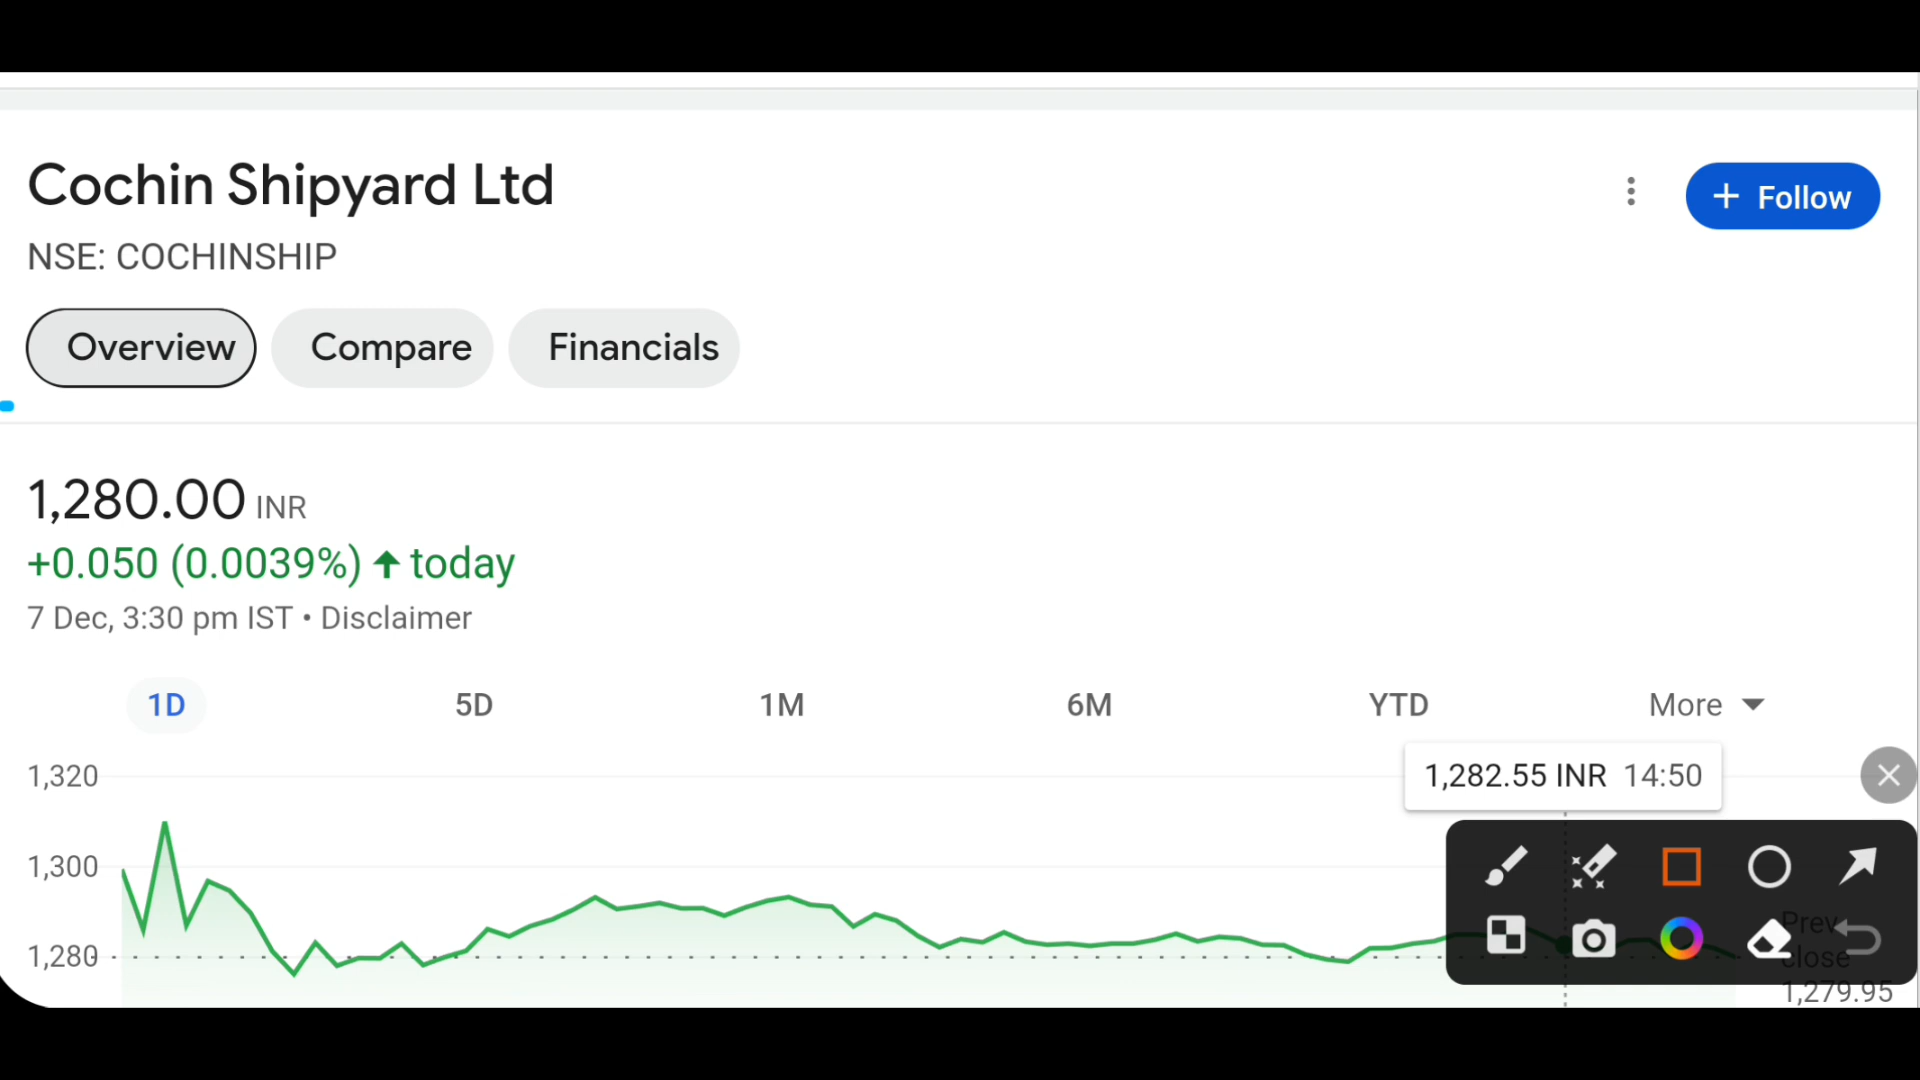 Cochin Shipyard Ltd
+ Follow
NSE: COCHINSHIP
Overview Compare Financials
1,280.00 INR
+0.050 (0.0039%) ↑ today
7 Dec, 3:30 pm IST • Disclaimer
1D 5D 1M 6M YTD More
1,282.55 INR 14:50
1,320
1,300
1,280
Prev
close
1,279.95